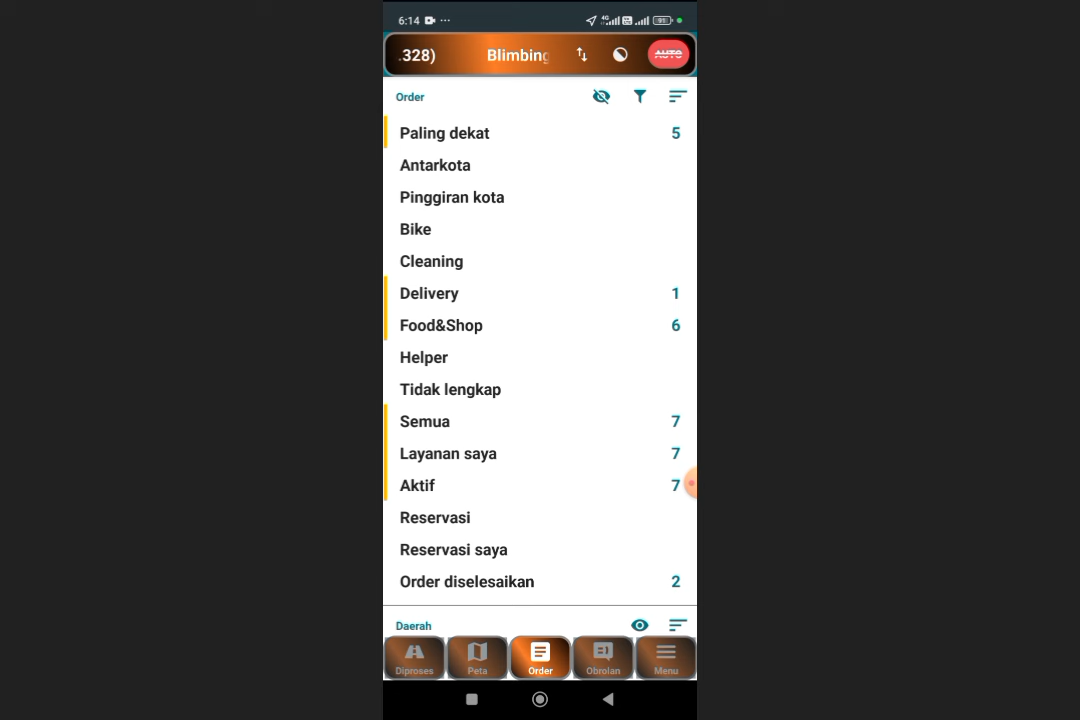 6:14 ... 4G 91
.328) Blimbing AUTO
Order
Paling dekat 5
Antarkota
Pinggiran kota
Bike
Cleaning
Delivery 1
Food&Shop 6
Helper
Tidak lengkap
Semua 7
Layanan saya 7
Aktif 7
Reservasi
Reservasi saya
Order diselesaikan 2
Daerah
Diproses Peta Order Obrolan Menu